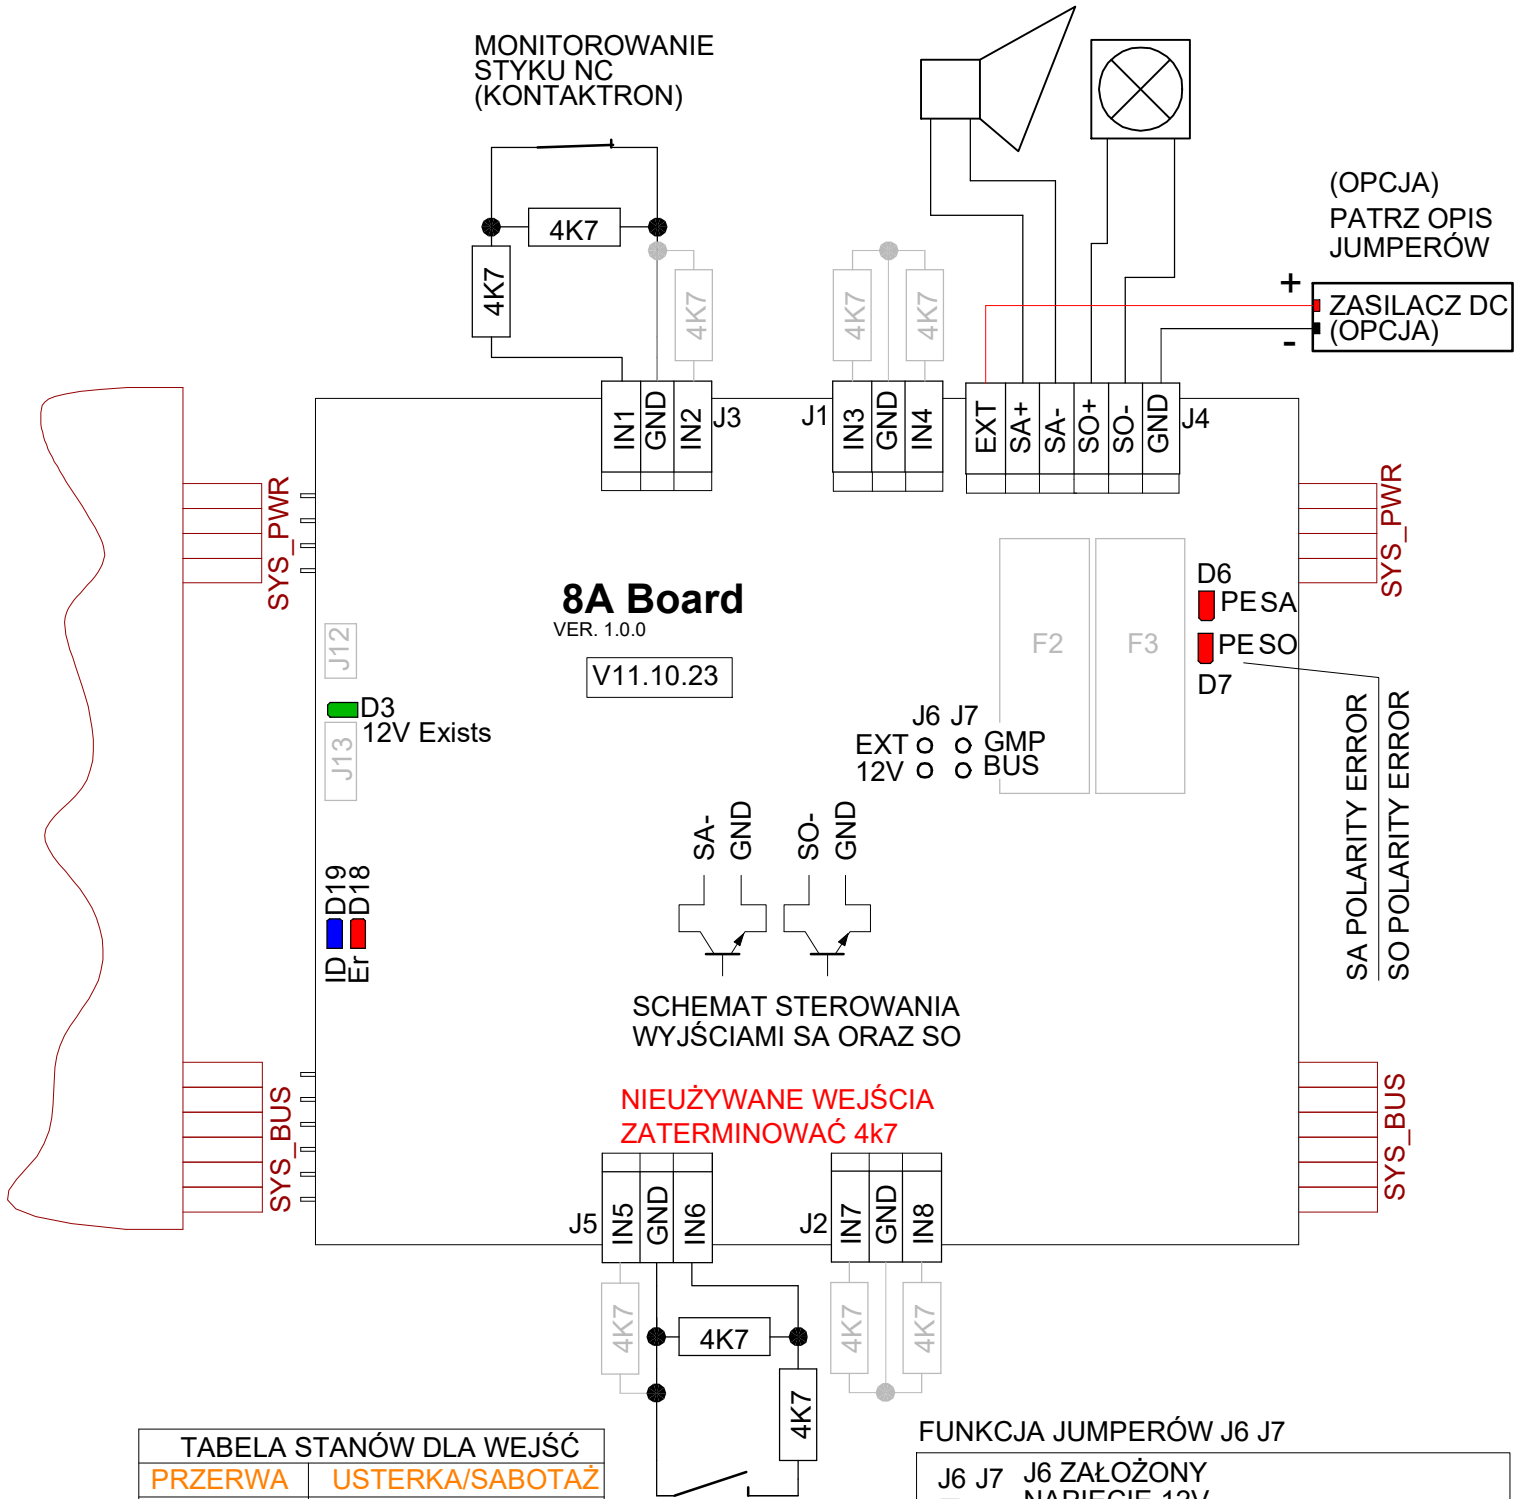 MONITOROWANIE
STYKU NC
(KONTAKTRON)
4K7
4K7
4K7
4K7
4K7
(OPCJA)
PATRZ OPIS
JUMPERÓW
+
ZASILACZ DC
(OPCJA)
-
IN1
GND
IN2
J3
J1
IN3
GND
IN4
EXT
SA+
SA-
SO+
SO-
GND
J4
SYS_PWR
SYS_PWR
8A Board
VER. 1.0.0
V11.10.23
F2
F3
D6
PE SA
PE SO
D7
J12
D3
12V Exists
J13
J6 J7
EXT
GMP
12V
BUS
SA POLARITY ERROR
SO POLARITY ERROR
SA-
GND
SO-
GND
D19
D18
ID
Er
SCHEMAT STEROWANIA
WYJŚCIAMI SA ORAZ SO
NIEUŻYWANE WEJŚCIA
ZATERMINOWAĆ 4k7
SYS_BUS
SYS_BUS
J5
IN5
GND
IN6
J2
IN7
GND
IN8
4K7
4K7
4K7
4K7
4K7
TABELA STANÓW DLA WEJŚĆ
PRZERWA USTERKA/SABOTAŻ
FUNKCJA JUMPERÓW J6 J7
J6 J7 J6 ZAŁOŻONY
NAPIĘCIE 12V